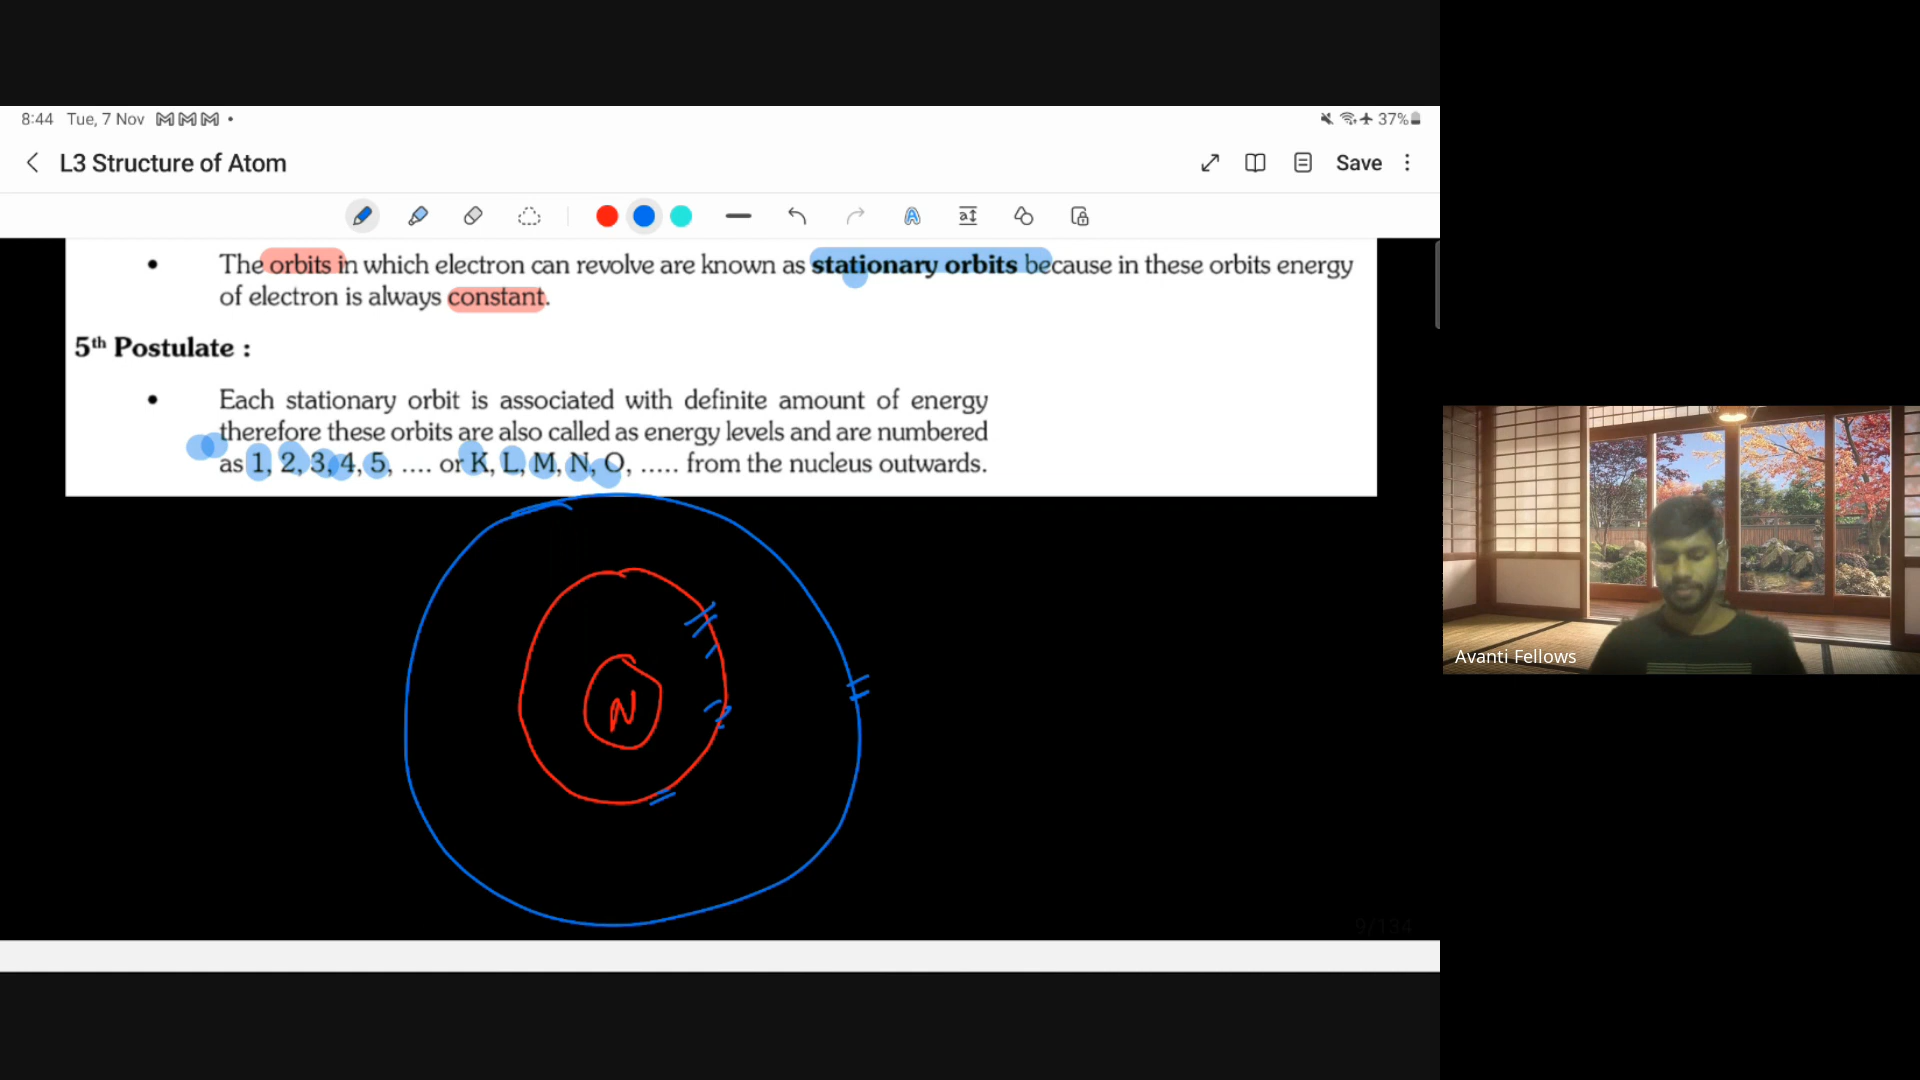 8:44 Tue, 7 Nov
37%
L3 Structure of Atom
Save
• The orbits in which electron can revolve are known as stationary orbits because in these orbits energy
of electron is always constant.
5th Postulate :
• Each stationary orbit is associated with definite amount of energy
therefore these orbits are also called as energy levels and are numbered
as 1, 2, 3, 4, 5, .... or K, L, M, N, O, ..... from the nucleus outwards.
N
9/134
Avanti Fellows